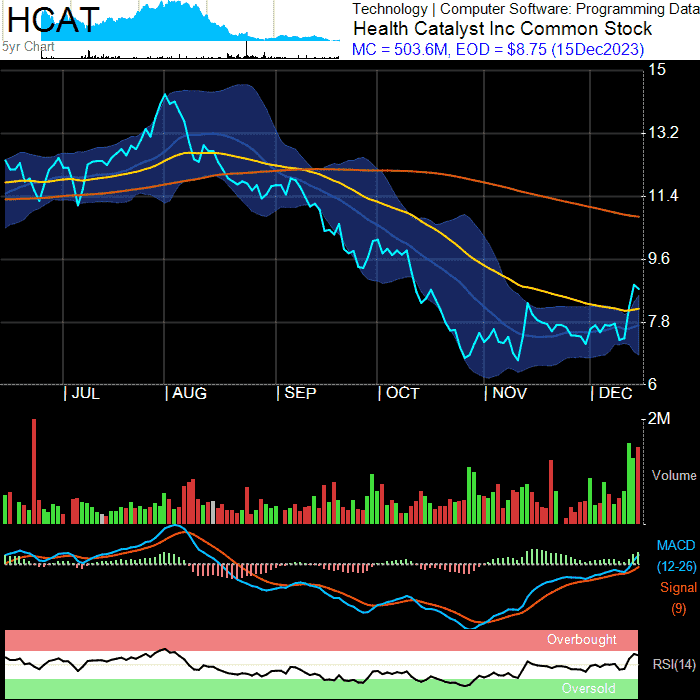 HCAT
5yr Chart
Technology | Computer Software: Programming Data
Health Catalyst Inc Common Stock
MC = 503.6M, EOD = $8.75 (15Dec2023)
15
13.2
11.4
9.6
7.8
6
| JUL | AUG | SEP | OCT | NOV | DEC
2M
Volume
MACD
(12-26)
Signal
(9)
Overbought
RSI(14)
Oversold